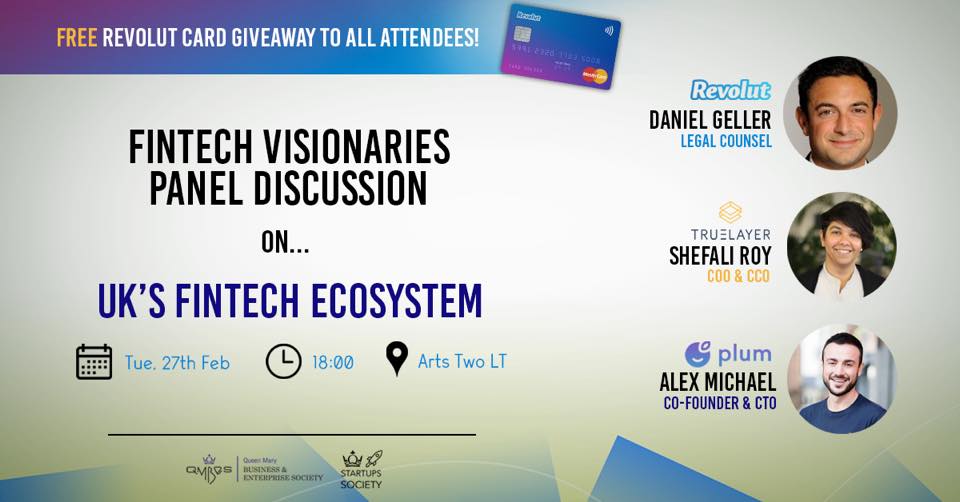 FREE REVOLUT CARD GIVEAWAY TO ALL ATTENDEES!
Revolut
MasterCard
FINTECH VISIONARIES
PANEL DISCUSSION
ON...
UK'S FINTECH ECOSYSTEM
Tue, 27th Feb
18:00
Arts Two LT
Revolut
DANIEL GELLER
LEGAL COUNSEL
TRUELAYER
SHEFALI ROY
COO & CCO
plum
ALEX MICHAEL
CO-FOUNDER & CTO
QMBES
Queen Mary
BUSINESS &
ENTERPRISE SOCIETY
STARTUPS
SOCIETY